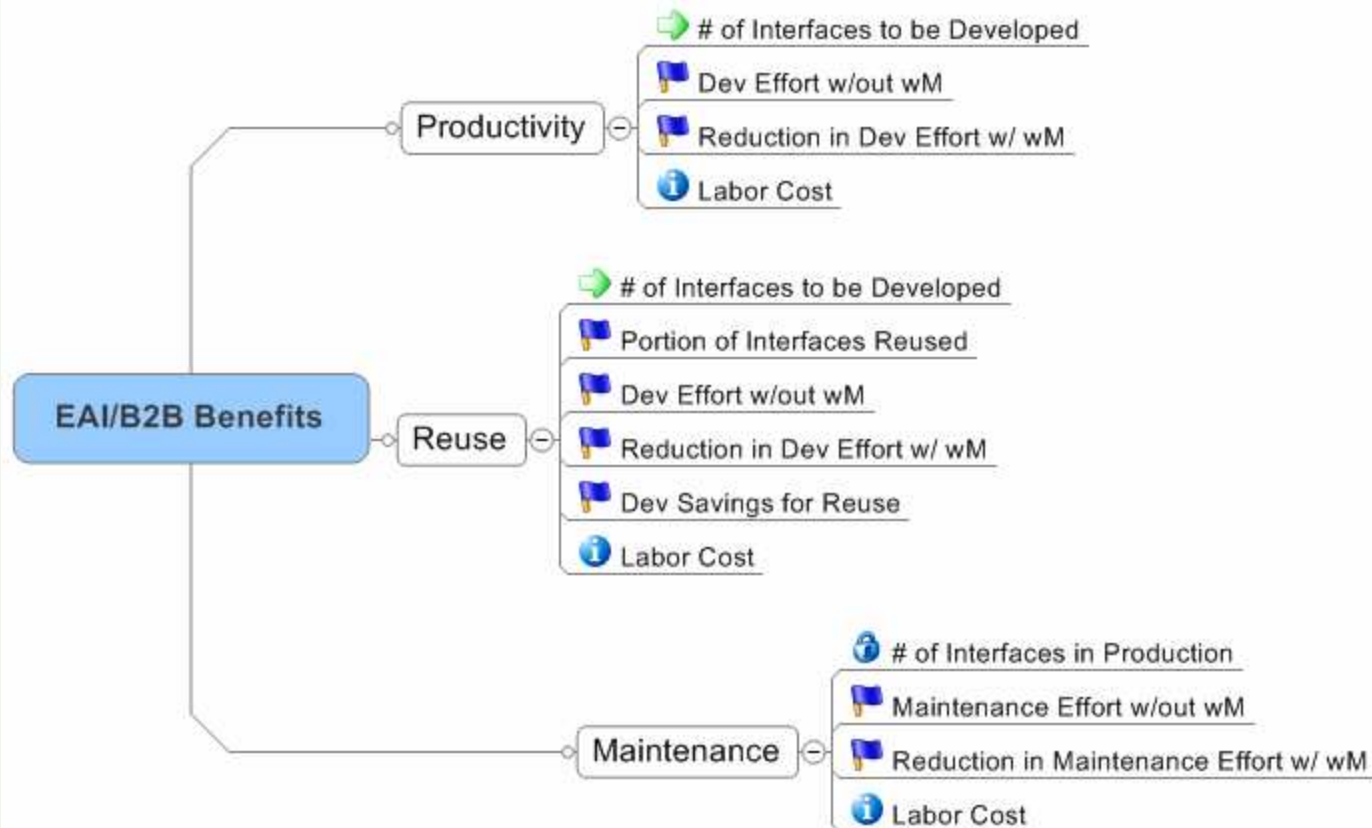 EAI/B2B Benefits
Productivity
# of Interfaces to be Developed
Dev Effort w/out wM
Reduction in Dev Effort w/ wM
Labor Cost
Reuse
# of Interfaces to be Developed
Portion of Interfaces Reused
Dev Effort w/out wM
Reduction in Dev Effort w/ wM
Dev Savings for Reuse
Labor Cost
Maintenance
# of Interfaces in Production
Maintenance Effort w/out wM
Reduction in Maintenance Effort w/ wM
Labor Cost